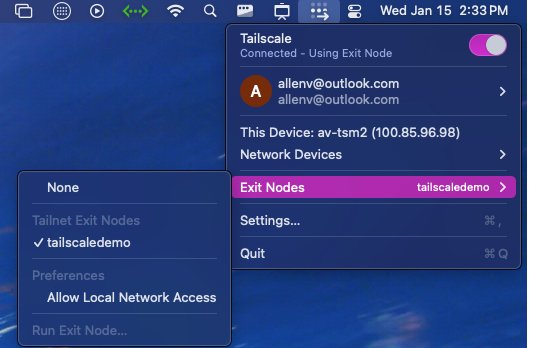 Wed Jan 15 2:33 PM
Tailscale
Connected - Using Exit Node
A
allenv@outlook.com
allenv@outlook.com
This Device: av-tsm2 (100.85.96.98)
Network Devices
Exit Nodes tailscaledemo
Settings... ⌘ ,
Quit ⌘ Q
None
Tailnet Exit Nodes
✓ tailscaledemo
Preferences
Allow Local Network Access
Run Exit Node...